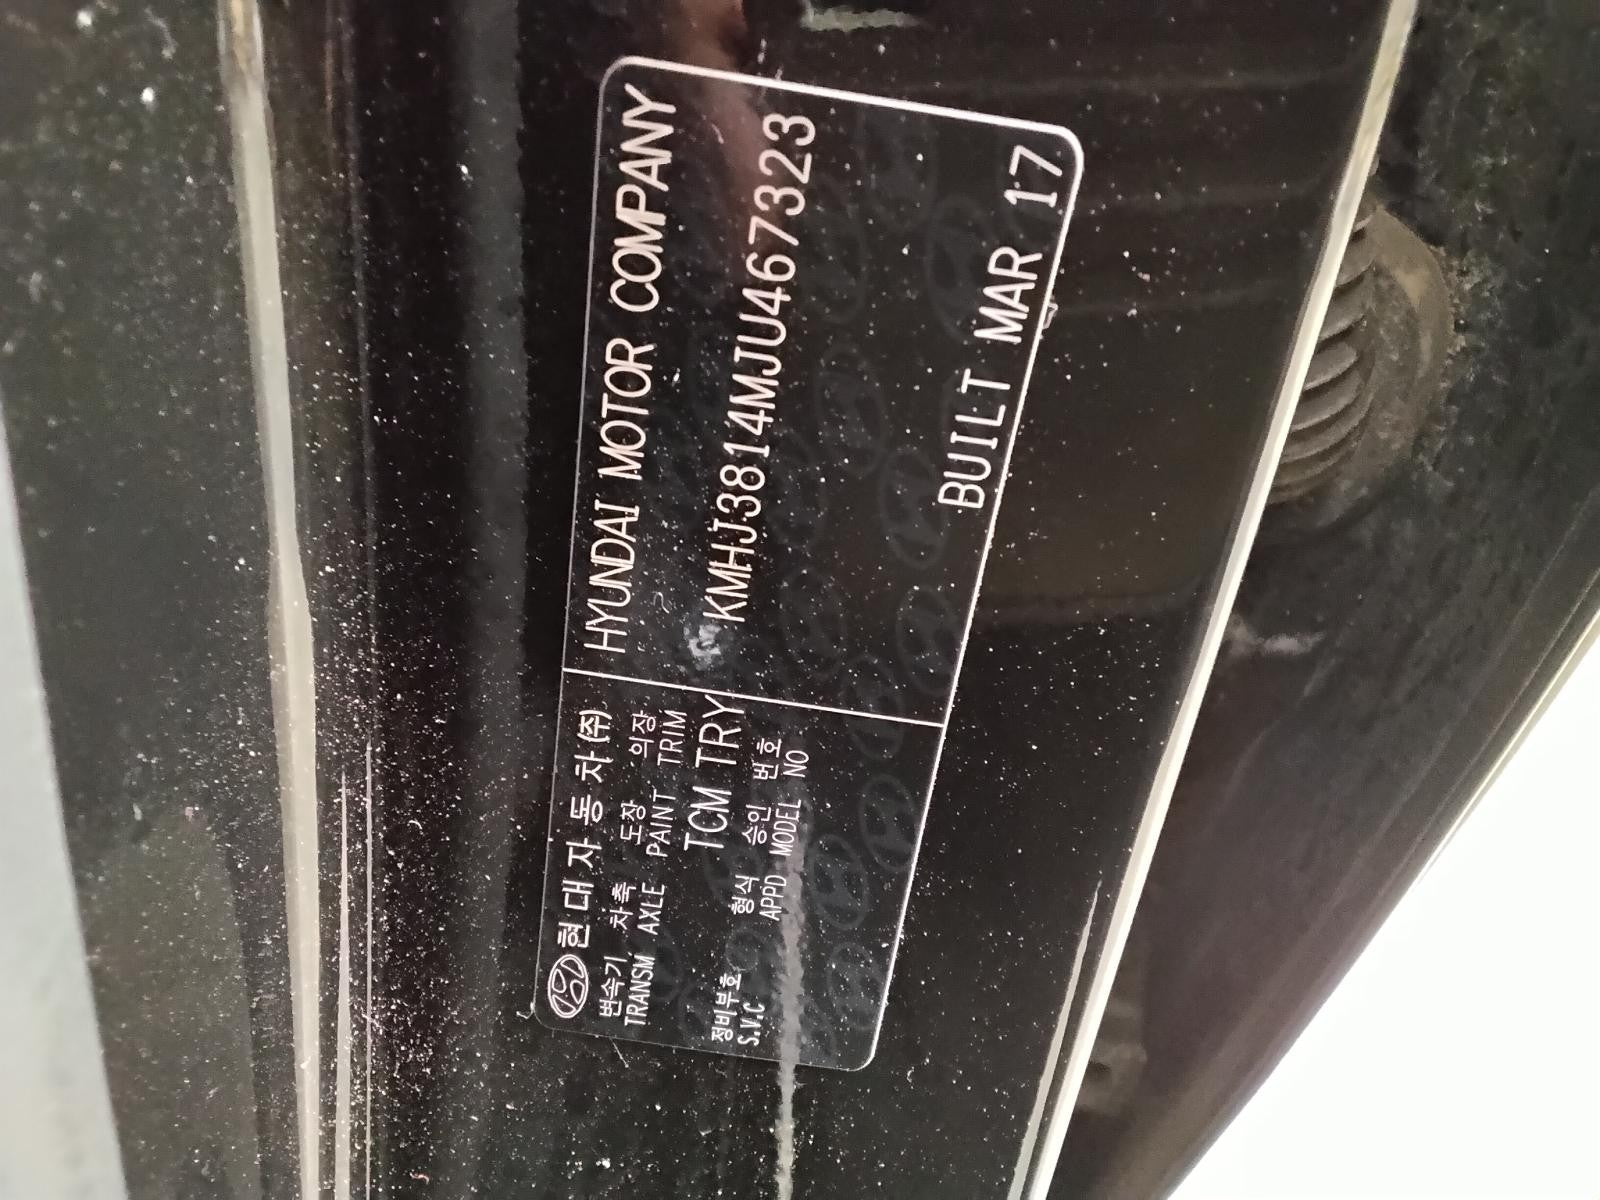 현대자동차(주)
변속기 차축 도장 의장
TRANSM AXLE PAINT TRIM
TCM TRY
정비부호 형식 승인 번호
S.V.C APPD MODEL NO
HYUNDAI MOTOR COMPANY
KMHJ3814MJU467323
BUILT MAR 17